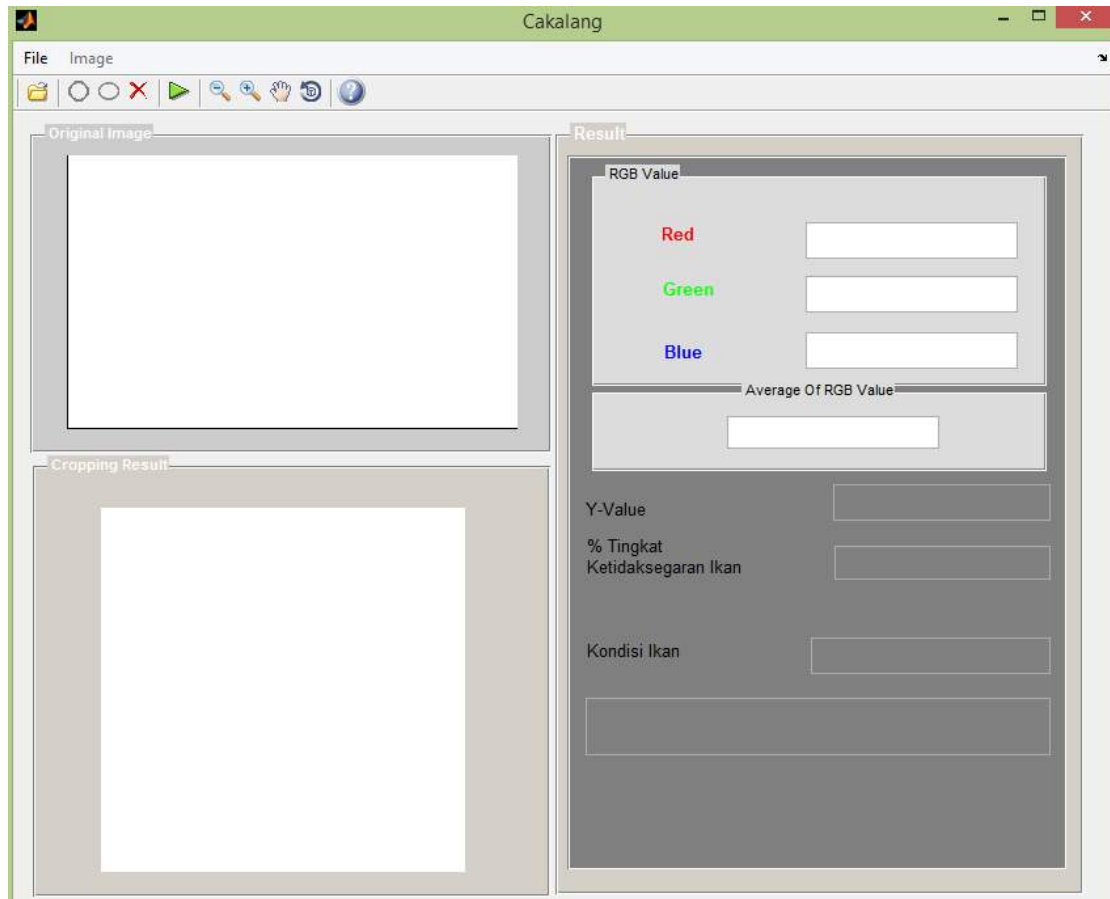 Cakalang
File Image
Original Image
Cropping Result
Result
RGB Value
Red
Green
Blue
Average Of RGB Value
Y-Value
% Tingkat
Ketidaksegaran Ikan
Kondisi Ikan